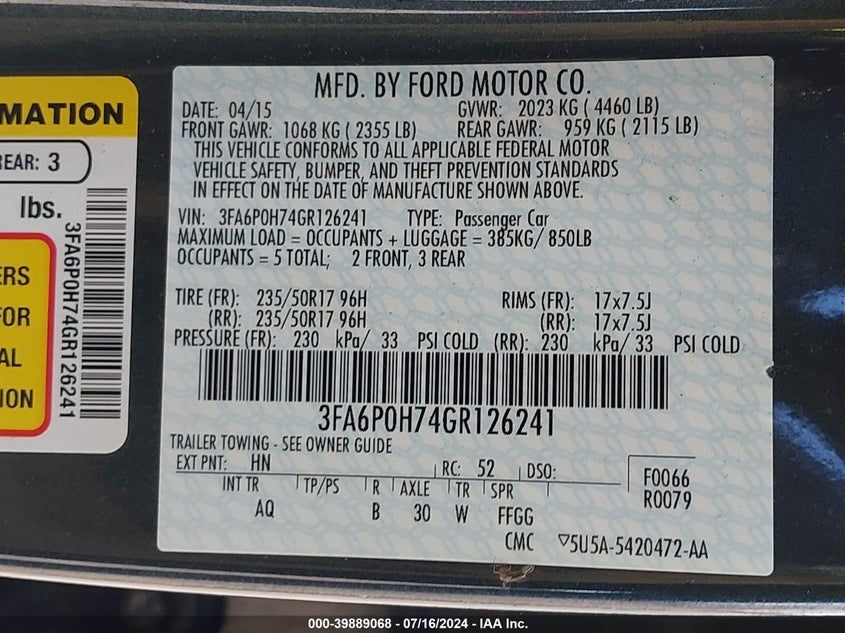 MATION
REAR: 3
lbs.
ERS
FOR
AL
ION
3FA6P0H74GR126241
MFD. BY FORD MOTOR CO.
DATE: 04/15 GVWR: 2023 KG ( 4460 LB)
FRONT GAWR: 1068 KG ( 2355 LB) REAR GAWR: 959 KG ( 2115 LB)
THIS VEHICLE CONFORMS TO ALL APPLICABLE FEDERAL MOTOR
VEHICLE SAFETY, BUMPER, AND THEFT PREVENTION STANDARDS
IN EFFECT ON THE DATE OF MANUFACTURE SHOWN ABOVE.
VIN: 3FA6P0H74GR126241 TYPE: Passenger Car
MAXIMUM LOAD = OCCUPANTS + LUGGAGE = 385KG/ 850LB
OCCUPANTS = 5 TOTAL; 2 FRONT, 3 REAR
TIRE (FR): 235/50R17 96H RIMS (FR): 17x7.5J
(RR): 235/50R17 96H (RR): 17x7.5J
PRESSURE (FR): 230 kPa/ 33 PSI COLD (RR): 230 kPa/ 33 PSI COLD
3FA6P0H74GR126241
TRAILER TOWING - SEE OWNER GUIDE
EXT PNT: HN RC: 52 DSO: F0066
INT TR TP/PS R AXLE TR SPR R0079
AQ B 30 W FFGG
CMC ▽5U5A-5420472-AA
000-39889068 - 07/16/2024 - IAA Inc.